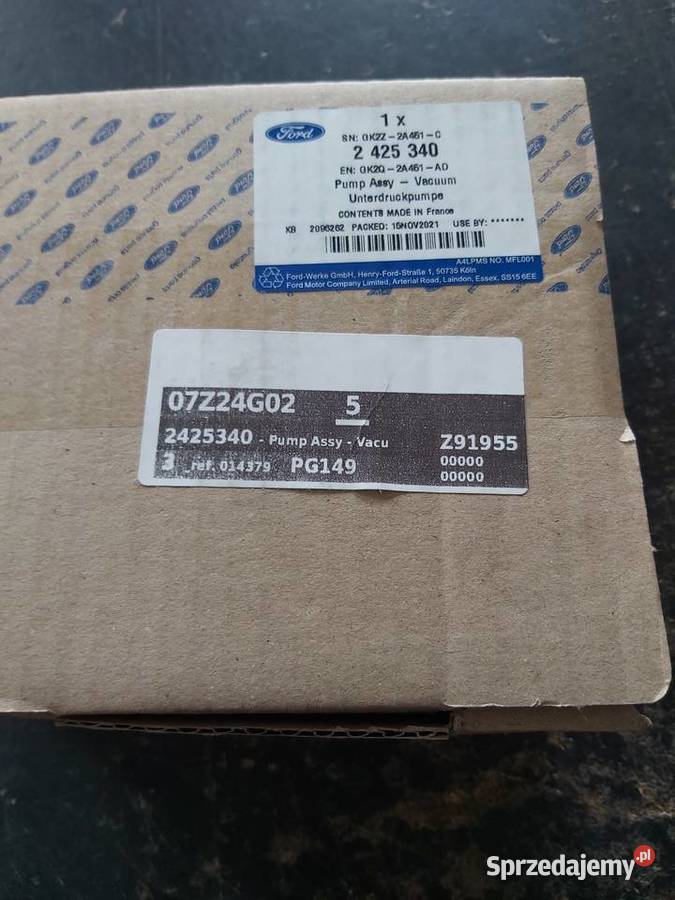 Ford
1 x
SN: GK2Z-2A451-C
2 425 340
EN: GK2Q-2A451-AD
Pump Assy - Vacuum
Unterdruckpumpe
CONTENTS MADE IN France
XB 2096262 PACKED: 15NOV2021 USE BY: *******
A4LPMS NO. MFL001
Ford-Werke GmbH, Henry-Ford-Straße 1, 50735 Köln
Ford Motor Company Limited, Arterial Road, Laindon, Essex. SS15 6EE
07Z24G02 5
2425340 - Pump Assy - Vacu Z91955
3 ref. 014379 PG149 00000
00000
Sprzedajemy.pl